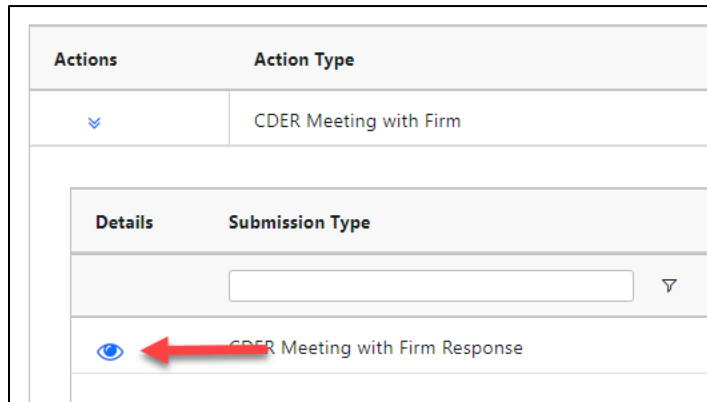 Actions Action Type
CDER Meeting with Firm
Details Submission Type
CDER Meeting with Firm Response